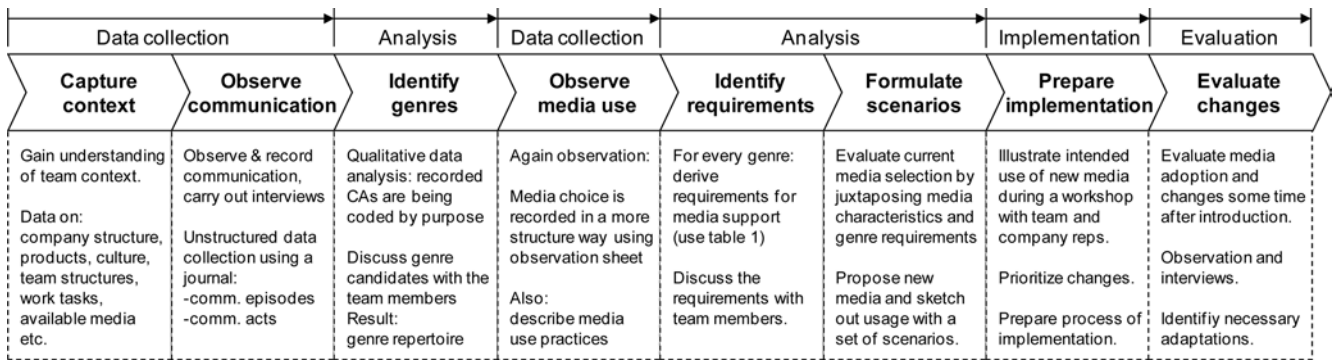 Data collection
Analysis
Data collection
Analysis
Implementation
Evaluation
Capture
context
Observe
communication
Identify
genres
Observe
media use
Identify
requirements
Formulate
scenarios
Prepare
implementation
Evaluate
changes
Gain understanding
of team context.
Data on:
company structure,
products, culture,
team structures,
work tasks,
available media
etc.
Observe & record
communication,
carry out interviews
Unstructured data
collection using a
journal:
-comm. episodes
-comm. acts
Qualitative data
analysis: recorded
CAs are being
coded by purpose
Discuss genre
candidates with the
team members
Result:
genre repertoire
Again observation:
Media choice is
recorded in a more
structure way using
observation sheet
Also:
describe media
use practices
For every genre:
derive
requirements for
media support
(use table 1)
Discuss the
requirements with
team members.
Evaluate current
media selection by
juxtaposing media
characteristics and
genre requirements
Propose new
media and sketch
out usage with a
set of scenarios.
Illustrate intended
use of new media
during a workshop
with team and
company reps.
Prioritize changes.
Prepare process of
implementation.
Evaluate media
adoption and
changes some time
after introduction.
Observation and
interviews.
Identifiy necessary
adaptations.